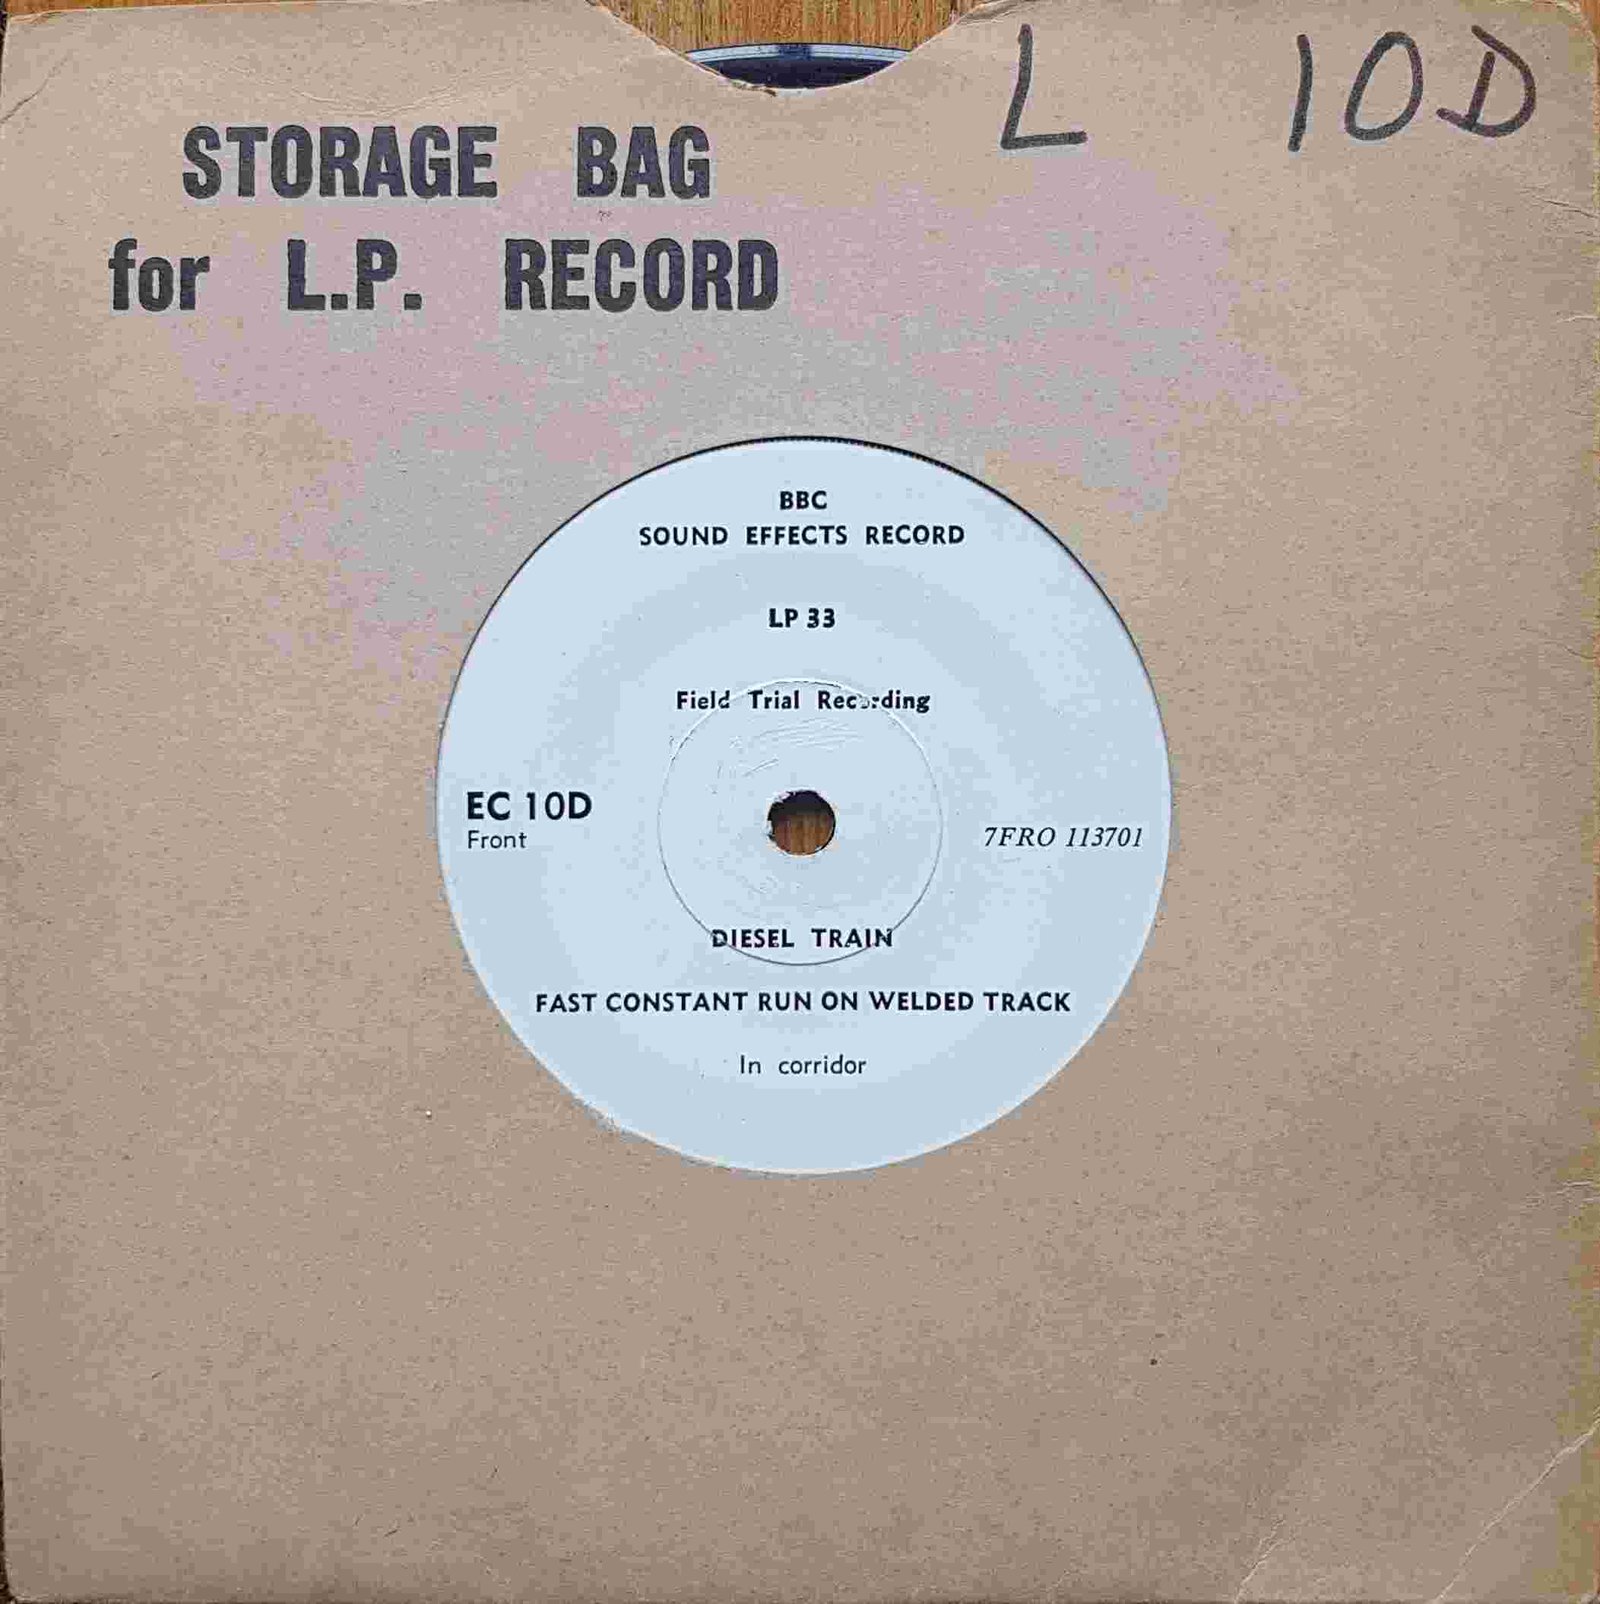 L 10D
STORAGE BAG
for L.P. RECORD
BBC
SOUND EFFECTS RECORD
LP 33
Field Trial Recording
EC 10D
Front
7FRO 113701
DIESEL TRAIN
FAST CONSTANT RUN ON WELDED TRACK
In corridor